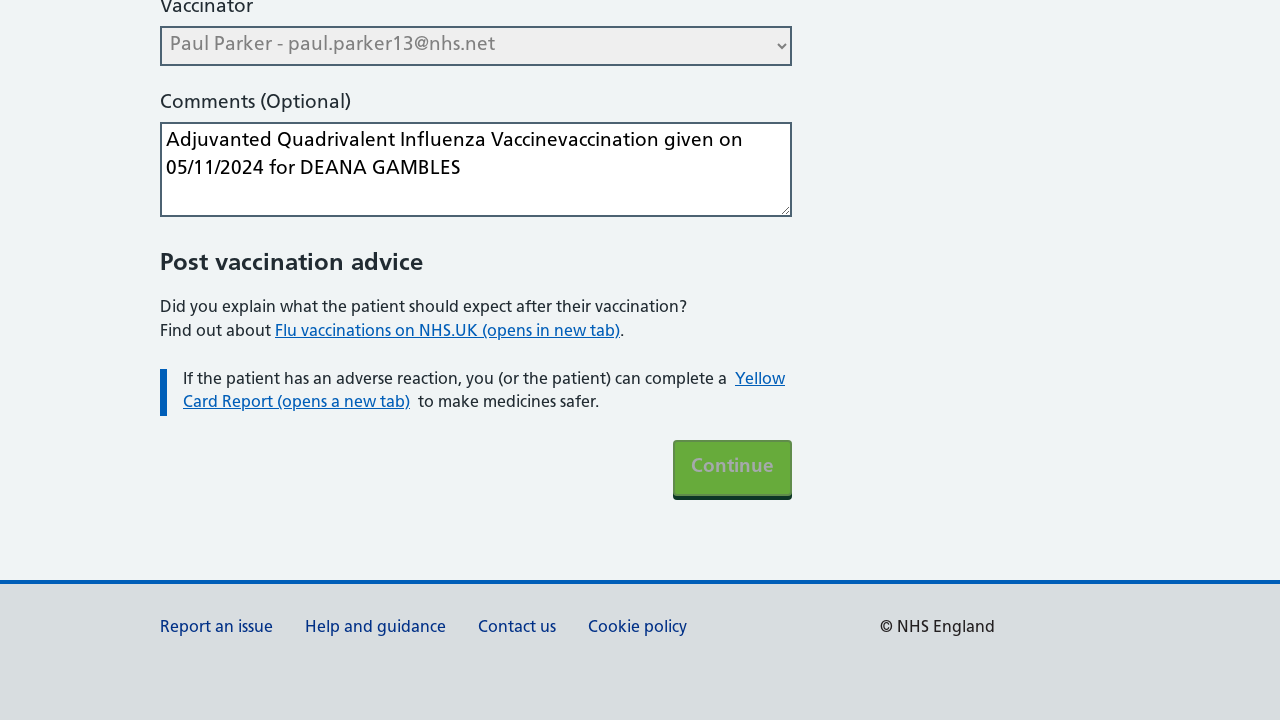 Vaccinator
Paul Parker - paul.parker13@nhs.net
Comments (Optional)
Adjuvanted Quadrivalent Influenza Vaccinevaccination given on
05/11/2024 for DEANA GAMBLES
Post vaccination advice
Did you explain what the patient should expect after their vaccination?
Find out about Flu vaccinations on NHS.UK (opens in new tab).
If the patient has an adverse reaction, you (or the patient) can complete a Yellow
Card Report (opens a new tab) to make medicines safer.
Continue
Report an issue Help and guidance Contact us Cookie policy © NHS England